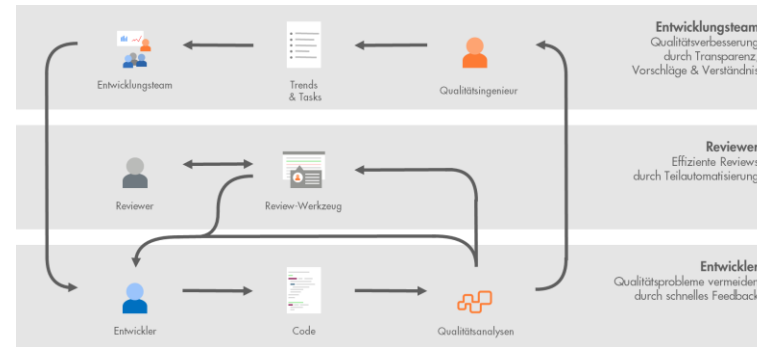 Entwicklungsteam
Qualitätsverbesserung
durch Transparenz,
Vorschläge & Verständnis
Entwicklungsteam
Trends
& Tasks
Qualitätsingenieur
Reviewer
Effiziente Reviews
durch Teilautomatisierung
Reviewer
Review-Werkzeug
Entwickler
Qualitätsprobleme vermeiden
durch schnelles Feedback
Entwickler
Code
Qualitätsanalysen